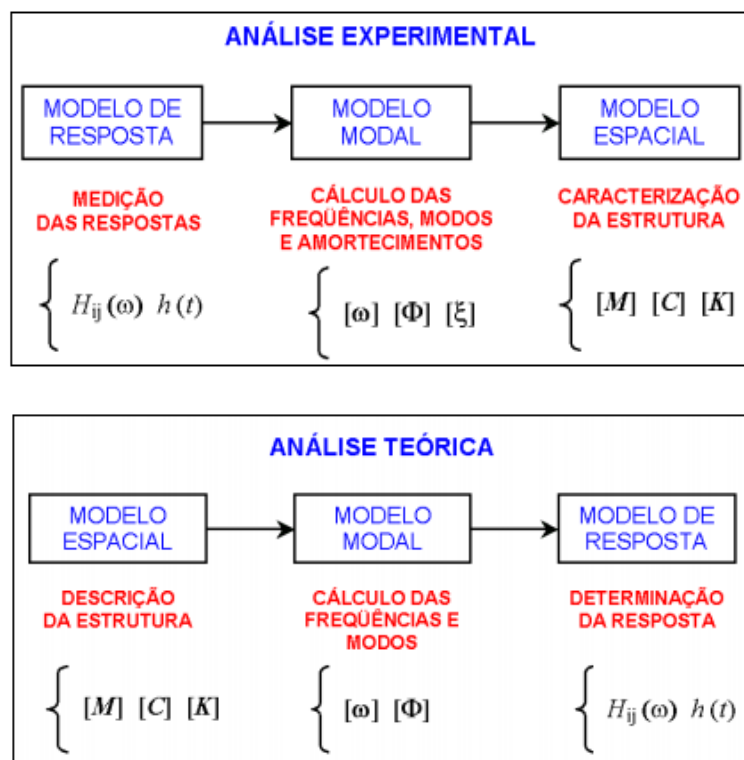 ANÁLISE EXPERIMENTAL
MODELO DE
RESPOSTA
MODELO
MODAL
MODELO
ESPACIAL
MEDIÇÃO
DAS RESPOSTAS
CÁLCULO DAS
FREQÜÊNCIAS, MODOS
E AMORTECIMENTOS
CARACTERIZAÇÃO
DA ESTRUTURA
{ Hij (ω) h (t)
{ [ω] [Φ] [ξ]
{ [M] [C] [K]
ANÁLISE TEÓRICA
MODELO
ESPACIAL
MODELO
MODAL
MODELO DE
RESPOSTA
DESCRIÇÃO
DA ESTRUTURA
CÁLCULO DAS
FREQÜÊNCIAS E
MODOS
DETERMINAÇÃO
DA RESPOSTA
{ [M] [C] [K]
{ [ω] [Φ]
{ Hij (ω) h (t)